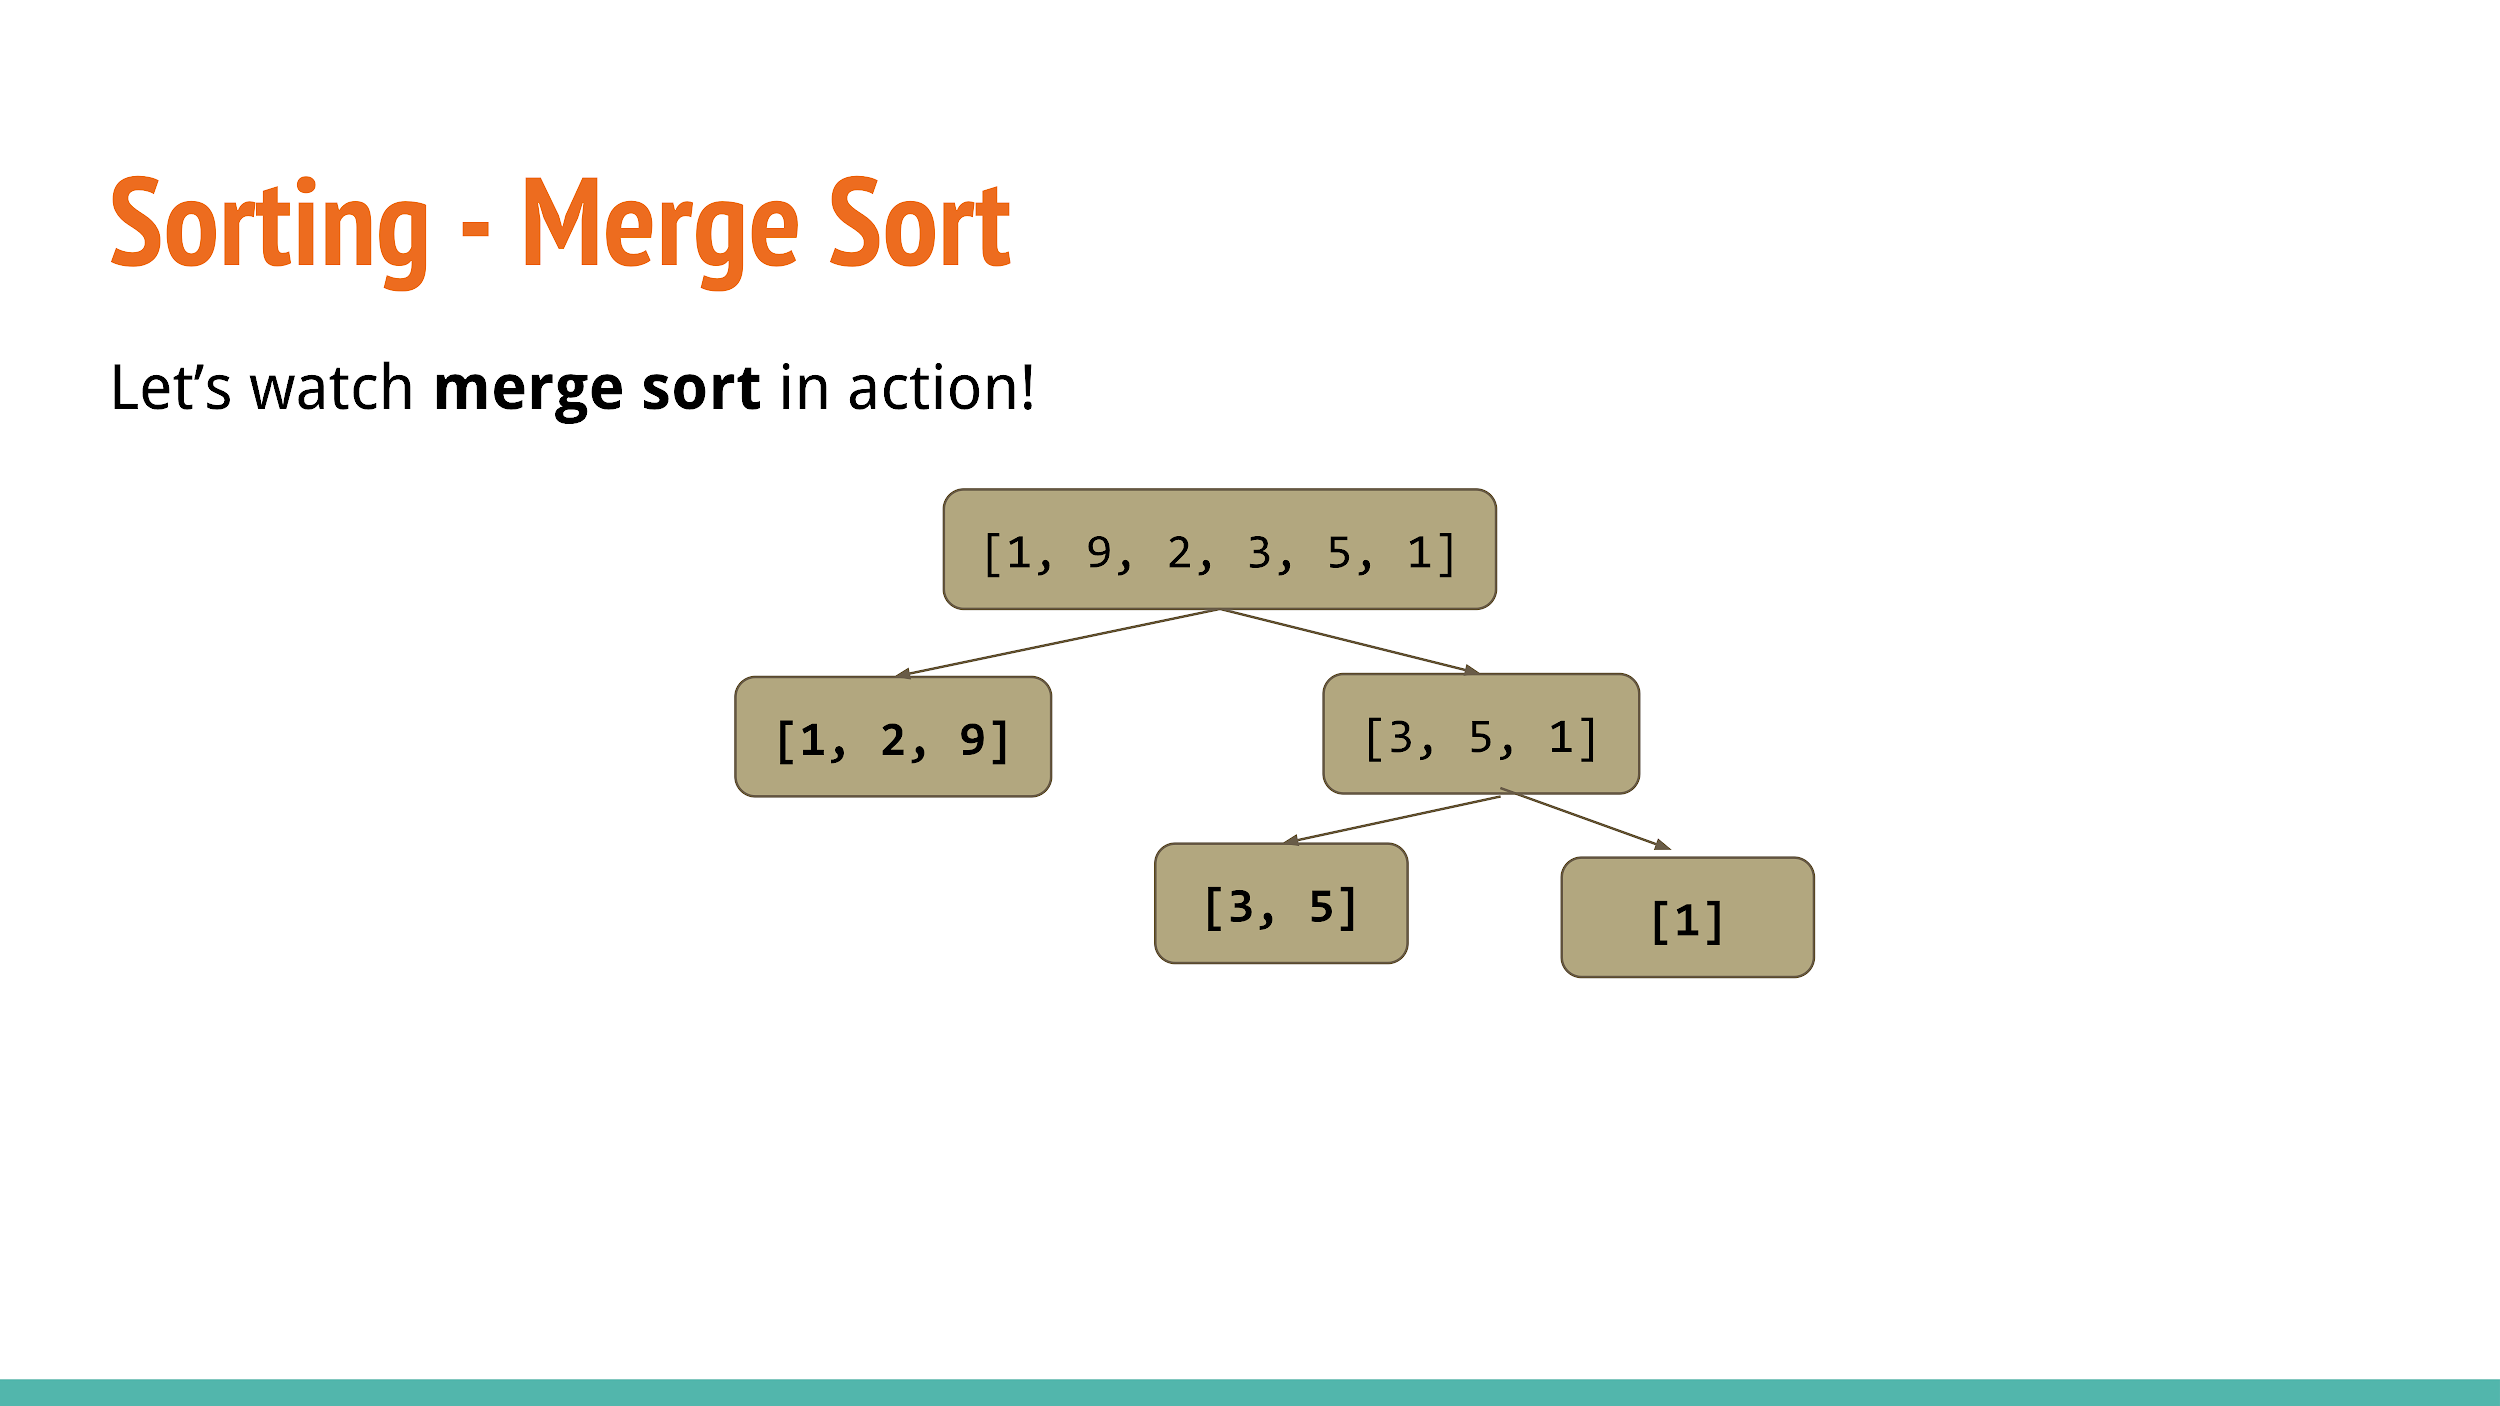 Sorting - Merge Sort
Let’s watch merge sort in action!
[1, 9, 2, 3, 5, 1]
[1, 2, 9]
[3, 5, 1]
[3, 5]
[1]